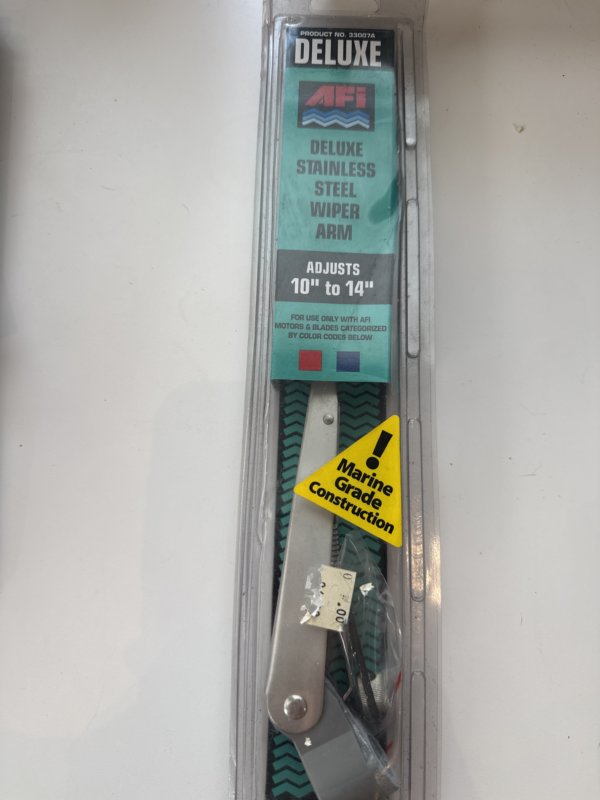 PRODUCT NO. 33007A
DELUXE
AFi
DELUXE
STAINLESS
STEEL
WIPER
ARM
ADJUSTS
10" to 14"
FOR USE ONLY WITH AFI
MOTORS & BLADES CATEGORIZED
BY COLOR CODES BELOW
!
Marine
Grade
Construction